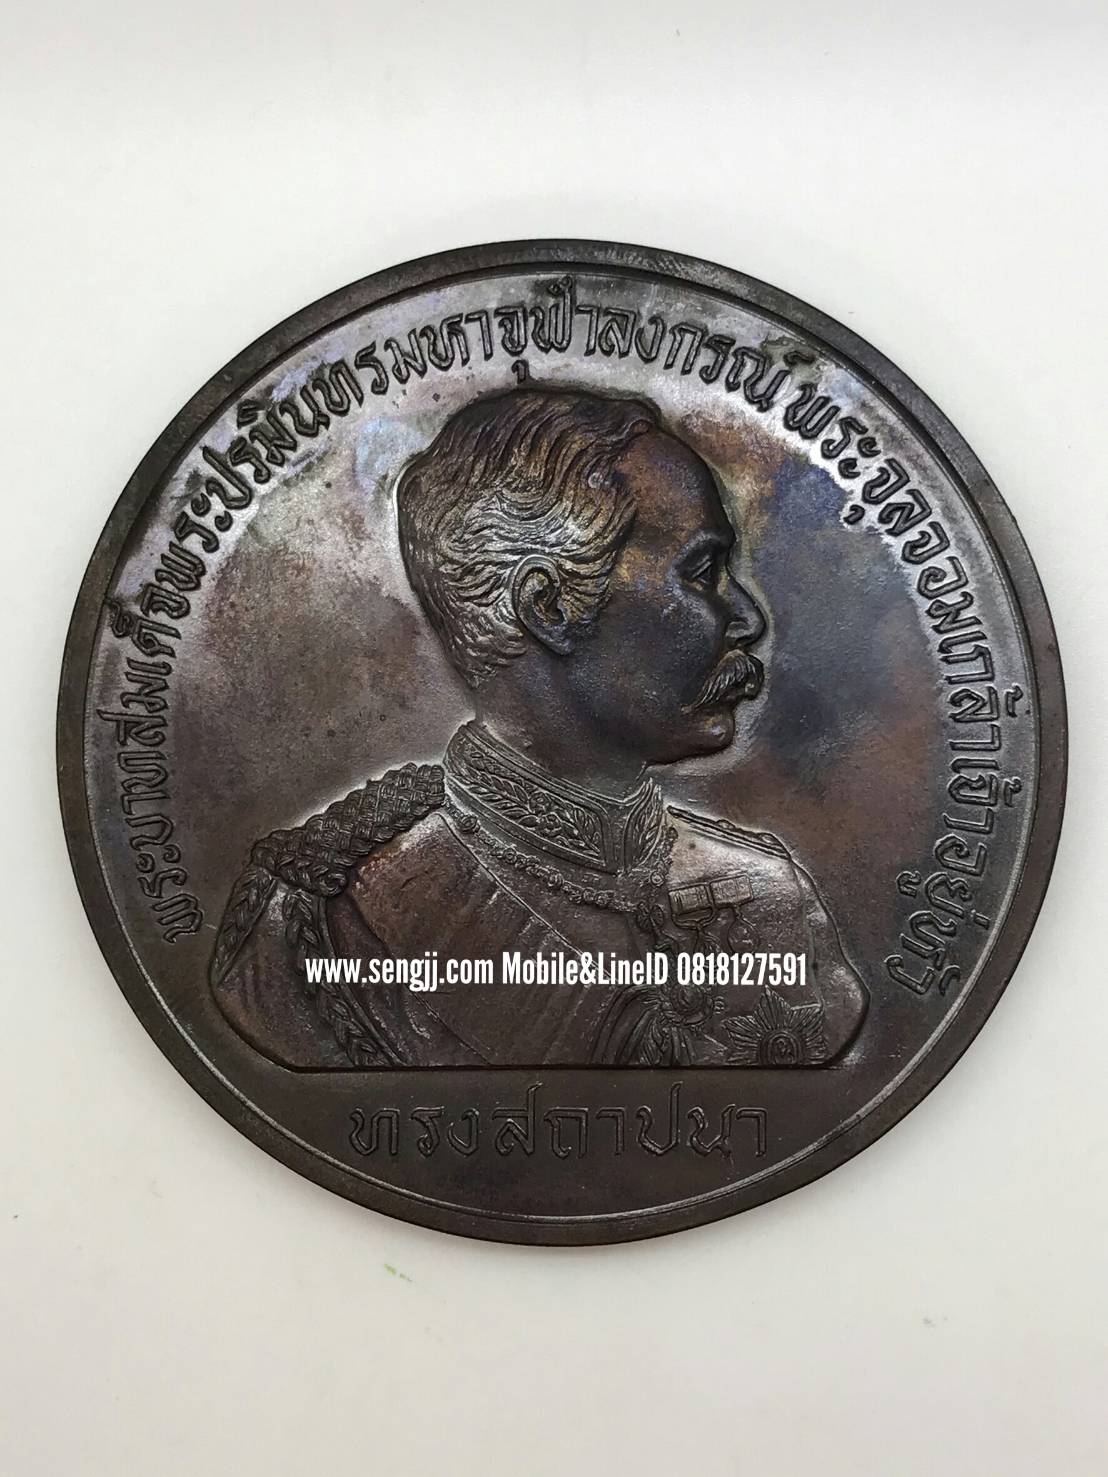 พระบาทสมเด็จพระปรมินทรมหาจุฬาลงกรณ์ พระจุลจอมเกล้าเจ้าอยู่หัว
www.sengjj.com Mobile&LineID 0818127591
ทรงสถาปนา